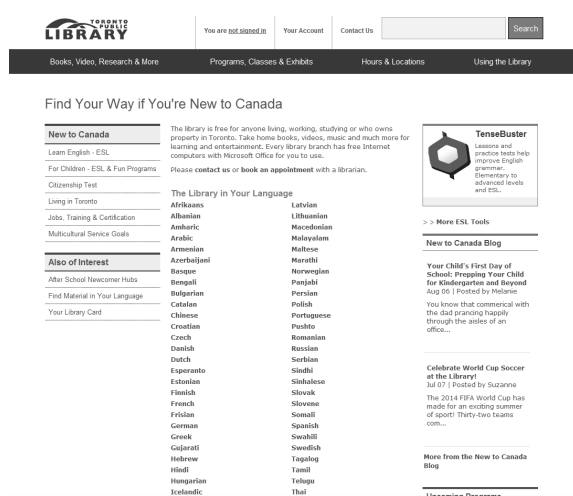 TORONTO
PUBLIC
LIBRARY
You are not signed in
Your Account
Contact Us
Search
Books, Video, Research & More
Programs, Classes & Exhibits
Hours & Locations
Using the Library
Find Your Way if You're New to Canada
New to Canada
Learn English - ESL
For Children - ESL & Fun Programs
Citizenship Test
Living in Toronto
Jobs, Training & Certification
Multicultural Service Goals
Also of Interest
After School Newcomer Hubs
Find Material in Your Language
Your Library Card
The library is free for anyone living, working, studying or who owns
property in Toronto. Take home books, videos, music and much more for
learning and entertainment. Every library branch has free Internet
computers with Microsoft Office for you to use.
Please contact us or book an appointment with a librarian.
The Library in Your Language
Afrikaans
Albanian
Amharic
Arabic
Armenian
Azerbaijani
Basque
Bengali
Bulgarian
Catalan
Chinese
Croatian
Czech
Danish
Dutch
Esperanto
Estonian
Finnish
French
Frisian
German
Greek
Gujarati
Hebrew
Hindi
Hungarian
Icelandic
Latvian
Lithuanian
Macedonian
Malayalam
Maltese
Marathi
Norwegian
Panjabi
Persian
Polish
Portuguese
Pushto
Romanian
Russian
Serbian
Sindhi
Sinhalese
Slovak
Slovene
Somali
Spanish
Swahili
Swedish
Tagalog
Tamil
Telugu
Thai
TenseBuster
Lessons and
practice tests help
improve English
grammar.
Elementary to
advanced levels
and ESL.
> > More ESL Tools
New to Canada Blog
Your Child's First Day of
School: Prepping Your Child
for Kindergarten and Beyond
Aug 06 | Posted by Melanie
You know that commerical with
the dad prancing happily
through the aisles of an
office...
Celebrate World Cup Soccer
at the Library!
Jul 07 | Posted by Suzanne
The 2014 FIFA World Cup has
made for an exciting summer
of sport! Thirty-two teams
com...
More from the New to Canada
Blog
Upcoming Programs